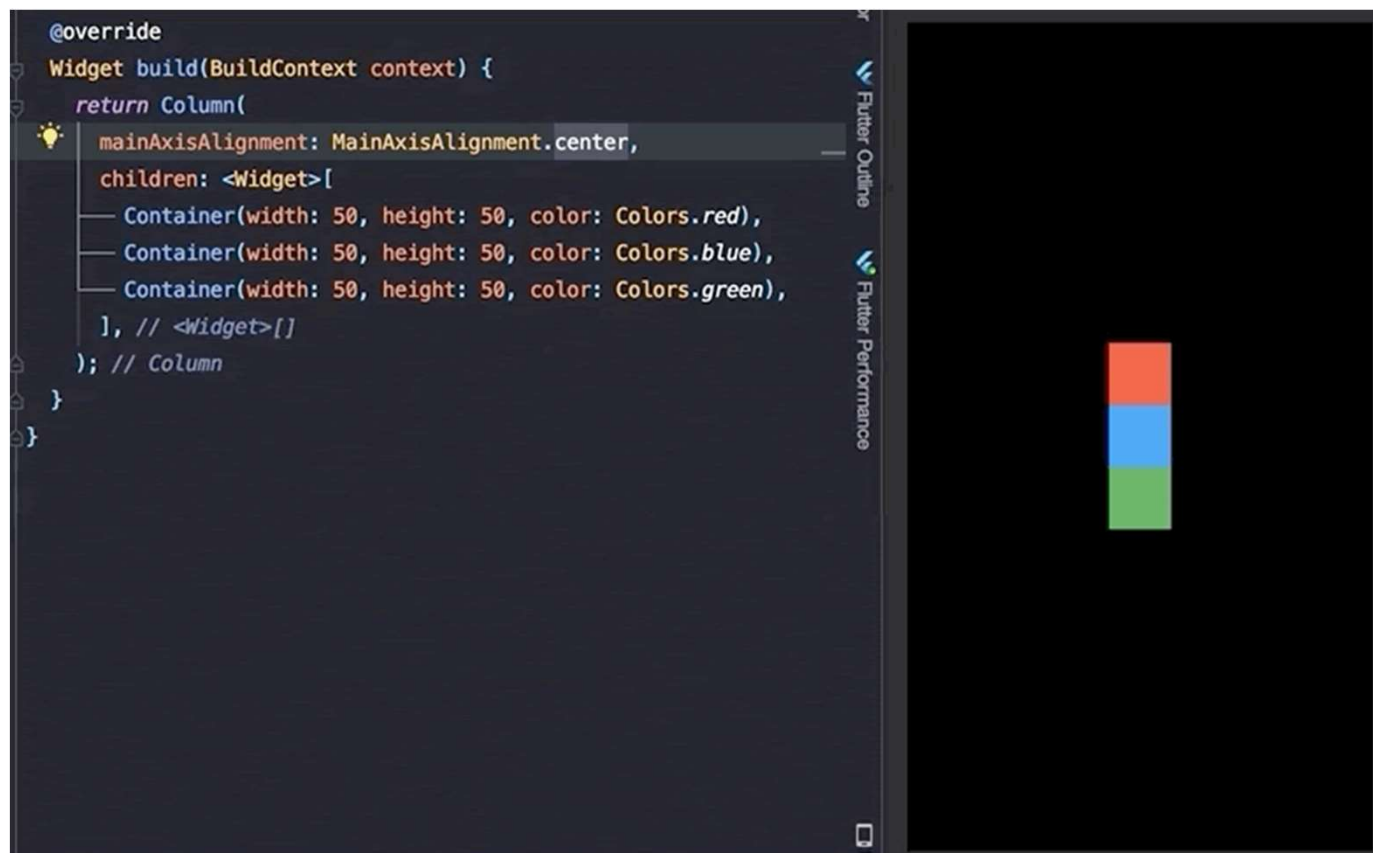 @override
Widget build(BuildContext context) {
return Column(
mainAxisAlignment: MainAxisAlignment.center,
children: <Widget>[
Container(width: 50, height: 50, color: Colors.red),
Container(width: 50, height: 50, color: Colors.blue),
Container(width: 50, height: 50, color: Colors.green),
], // <Widget>[]
); // Column
}
}
Flutter Outline
Flutter Performance